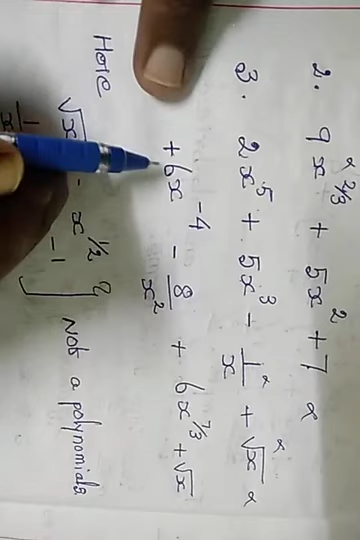 2. 9x^{2/3} + 5x^2 + 7 ∝
3. 2x^5 + 5x^3 - 1/x + √x ∝
+ 6x^{-4} - 8/x^2 + 6x^{7/3} + √x
Here
√x - x^{1/2} } Not a polynomials
1/x -1